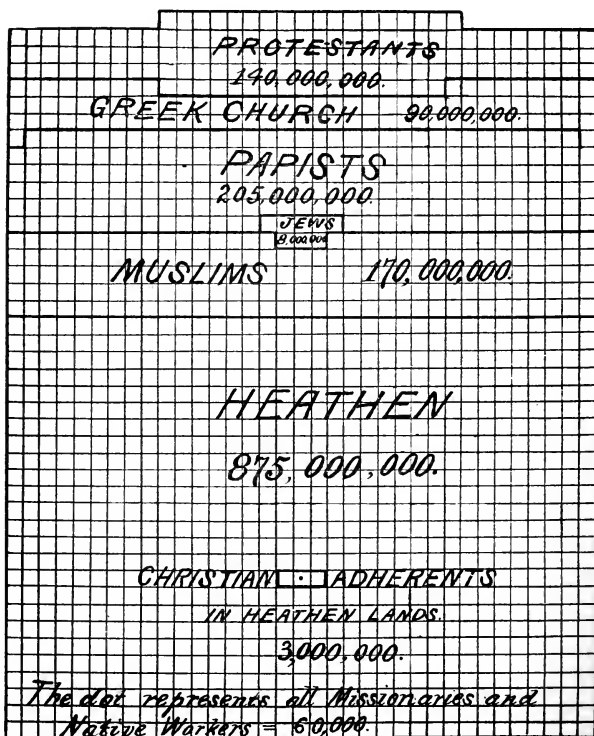 PROTESTANTS
140,000,000.
GREEK CHURCH 90,000,000.
PAPISTS
205,000,000.
JEWS
8,000,000
MUSLIMS 170,000,000.
HEATHEN
875,000,000.
CHRISTIAN ADHERENTS
IN HEATHEN LANDS.
3,000,000.
The dot represents all Missionaries and
Native Workers = 60,000.